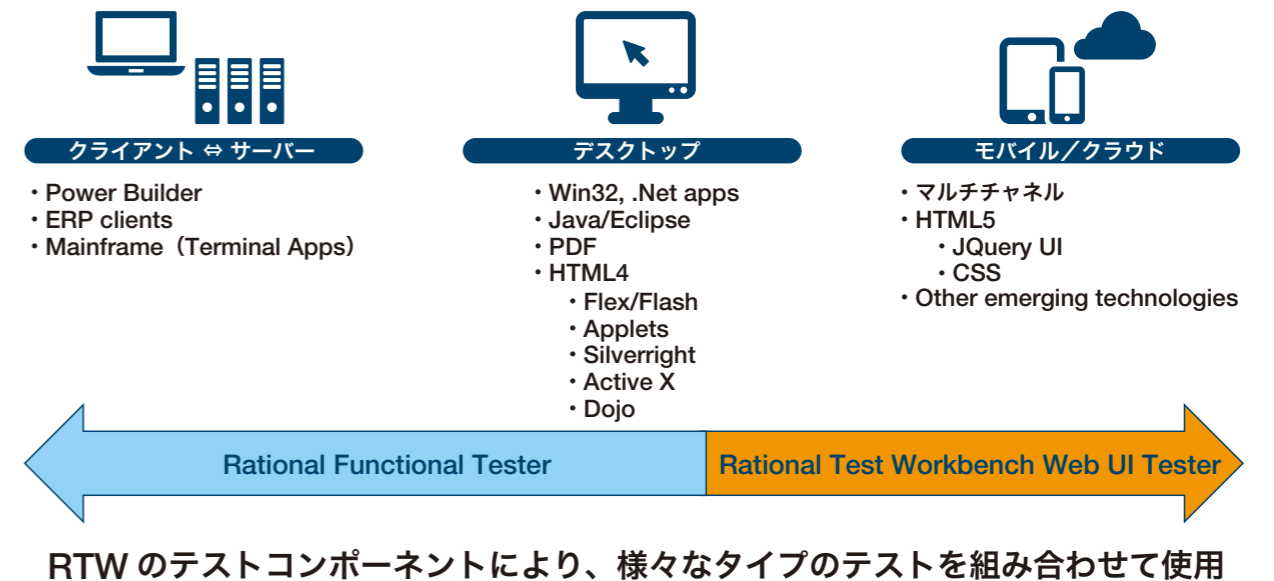 クライアント ⇔ サーバー
・Power Builder
・ERP clients
・Mainframe（Terminal Apps）
デスクトップ
・Win32, .Net apps
・Java/Eclipse
・PDF
・HTML4
・Flex/Flash
・Applets
・Silverright
・Active X
・Dojo
モバイル／クラウド
・マルチチャネル
・HTML5
・JQuery UI
・CSS
・Other emerging technologies
Rational Functional Tester
Rational Test Workbench Web UI Tester
RTW のテストコンポーネントにより、様々なタイプのテストを組み合わせて使用